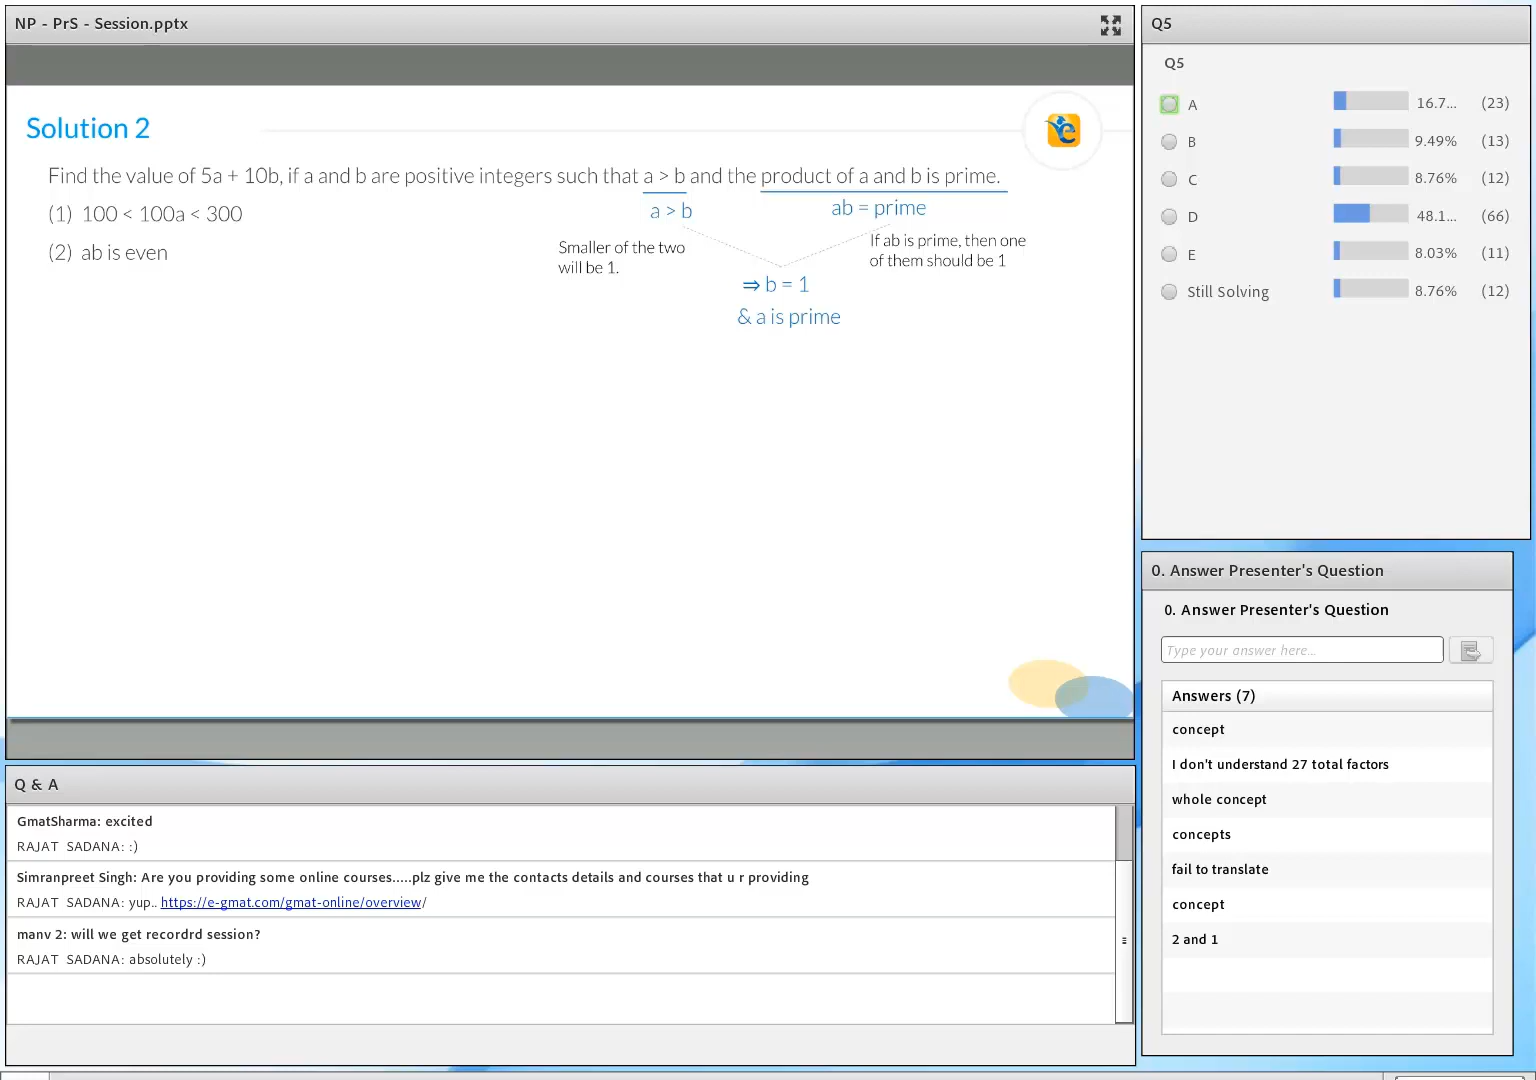 NP - PrS - Session.pptx
Solution 2
Find the value of 5a + 10b, if a and b are positive integers such that a > b and the product of a and b is prime.
(1) 100 < 100a < 300
(2) ab is even
a > b
ab = prime
Smaller of the two
will be 1.
If ab is prime, then one
of them should be 1
⇒ b = 1
& a is prime
Q & A
GmatSharma: excited
RAJAT SADANA: :)
Simranpreet Singh: Are you providing some online courses.....plz give me the contacts details and courses that u r providing
RAJAT SADANA: yup.. https://e-gmat.com/gmat-online/overview/
manv 2: will we get recordrd session?
RAJAT SADANA: absolutely :)
Q5
Q5
A 16.7... (23)
B 9.49% (13)
C 8.76% (12)
D 48.1... (66)
E 8.03% (11)
Still Solving 8.76% (12)
0. Answer Presenter's Question
0. Answer Presenter's Question
Type your answer here...
Answers (7)
concept
I don't understand 27 total factors
whole concept
concepts
fail to translate
concept
2 and 1